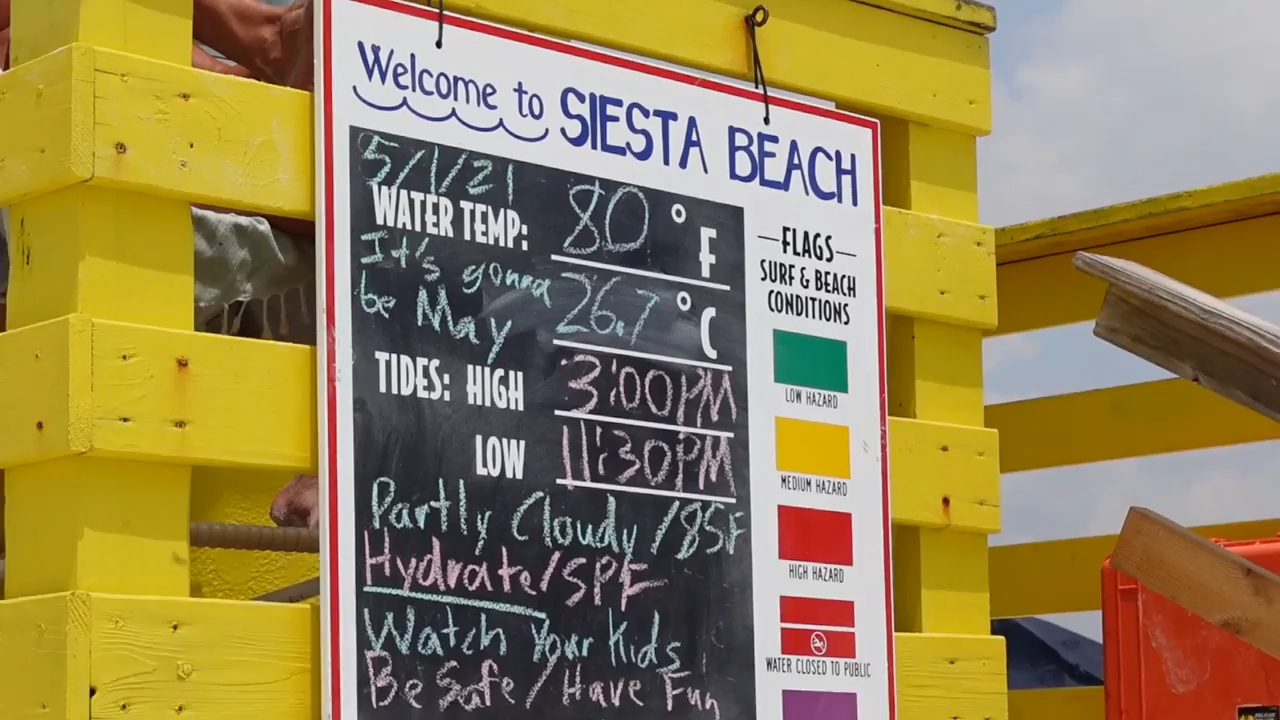 Welcome to SIESTA BEACH
5/1/21
WATER TEMP: 80 °F
It's gonna be May
26.7 °C
TIDES: HIGH 3:00PM
LOW 11:30PM
Partly Cloudy /85F
Hydrate/SPF
Watch Your Kids
Be Safe/Have Fun
—FLAGS—
SURF & BEACH
CONDITIONS
LOW HAZARD
MEDIUM HAZARD
HIGH HAZARD
WATER CLOSED TO PUBLIC